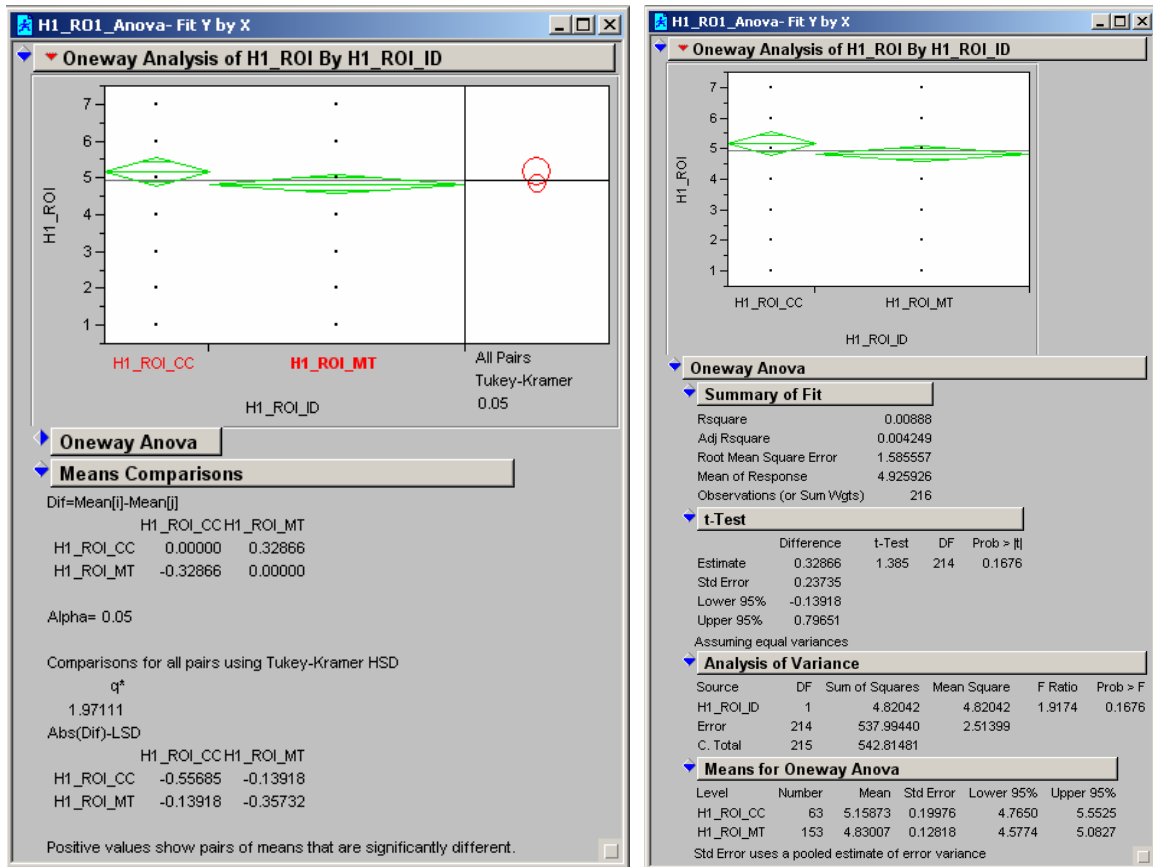 H1_RO1_Anova- Fit Y by X
Oneway Analysis of H1_ROI By H1_ROI_ID
H1_ROI
7
6
5
4
3
2
1
H1_ROI_CC H1_ROI_MT
All Pairs
Tukey-Kramer
0.05
H1_ROI_ID
Oneway Anova
Means Comparisons
Dif=Mean[i]-Mean[j]
H1_ROI_CC H1_ROI_MT
H1_ROI_CC 0.00000 0.32866
H1_ROI_MT -0.32866 0.00000
Alpha= 0.05
Comparisons for all pairs using Tukey-Kramer HSD
q*
1.97111
Abs(Dif)-LSD
H1_ROI_CC H1_ROI_MT
H1_ROI_CC -0.55685 -0.13918
H1_ROI_MT -0.13918 -0.35732
Positive values show pairs of means that are significantly different.
H1_RO1_Anova- Fit Y by X
Oneway Analysis of H1_ROI By H1_ROI_ID
H1_ROI
7
6
5
4
3
2
1
H1_ROI_CC H1_ROI_MT
H1_ROI_ID
Oneway Anova
Summary of Fit
Rsquare 0.00888
Adj Rsquare 0.004249
Root Mean Square Error 1.585557
Mean of Response 4.925926
Observations (or Sum Wgts) 216
t-Test
Difference t-Test DF Prob > |t|
Estimate 0.32866 1.385 214 0.1676
Std Error 0.23735
Lower 95% -0.13918
Upper 95% 0.79651
Assuming equal variances
Analysis of Variance
Source DF Sum of Squares Mean Square F Ratio Prob > F
H1_ROI_ID 1 4.82042 4.82042 1.9174 0.1676
Error 214 537.99440 2.51399
C. Total 215 542.81481
Means for Oneway Anova
Level Number Mean Std Error Lower 95% Upper 95%
H1_ROI_CC 63 5.15873 0.19976 4.7650 5.5525
H1_ROI_MT 153 4.83007 0.12818 4.5774 5.0827
Std Error uses a pooled estimate of error variance